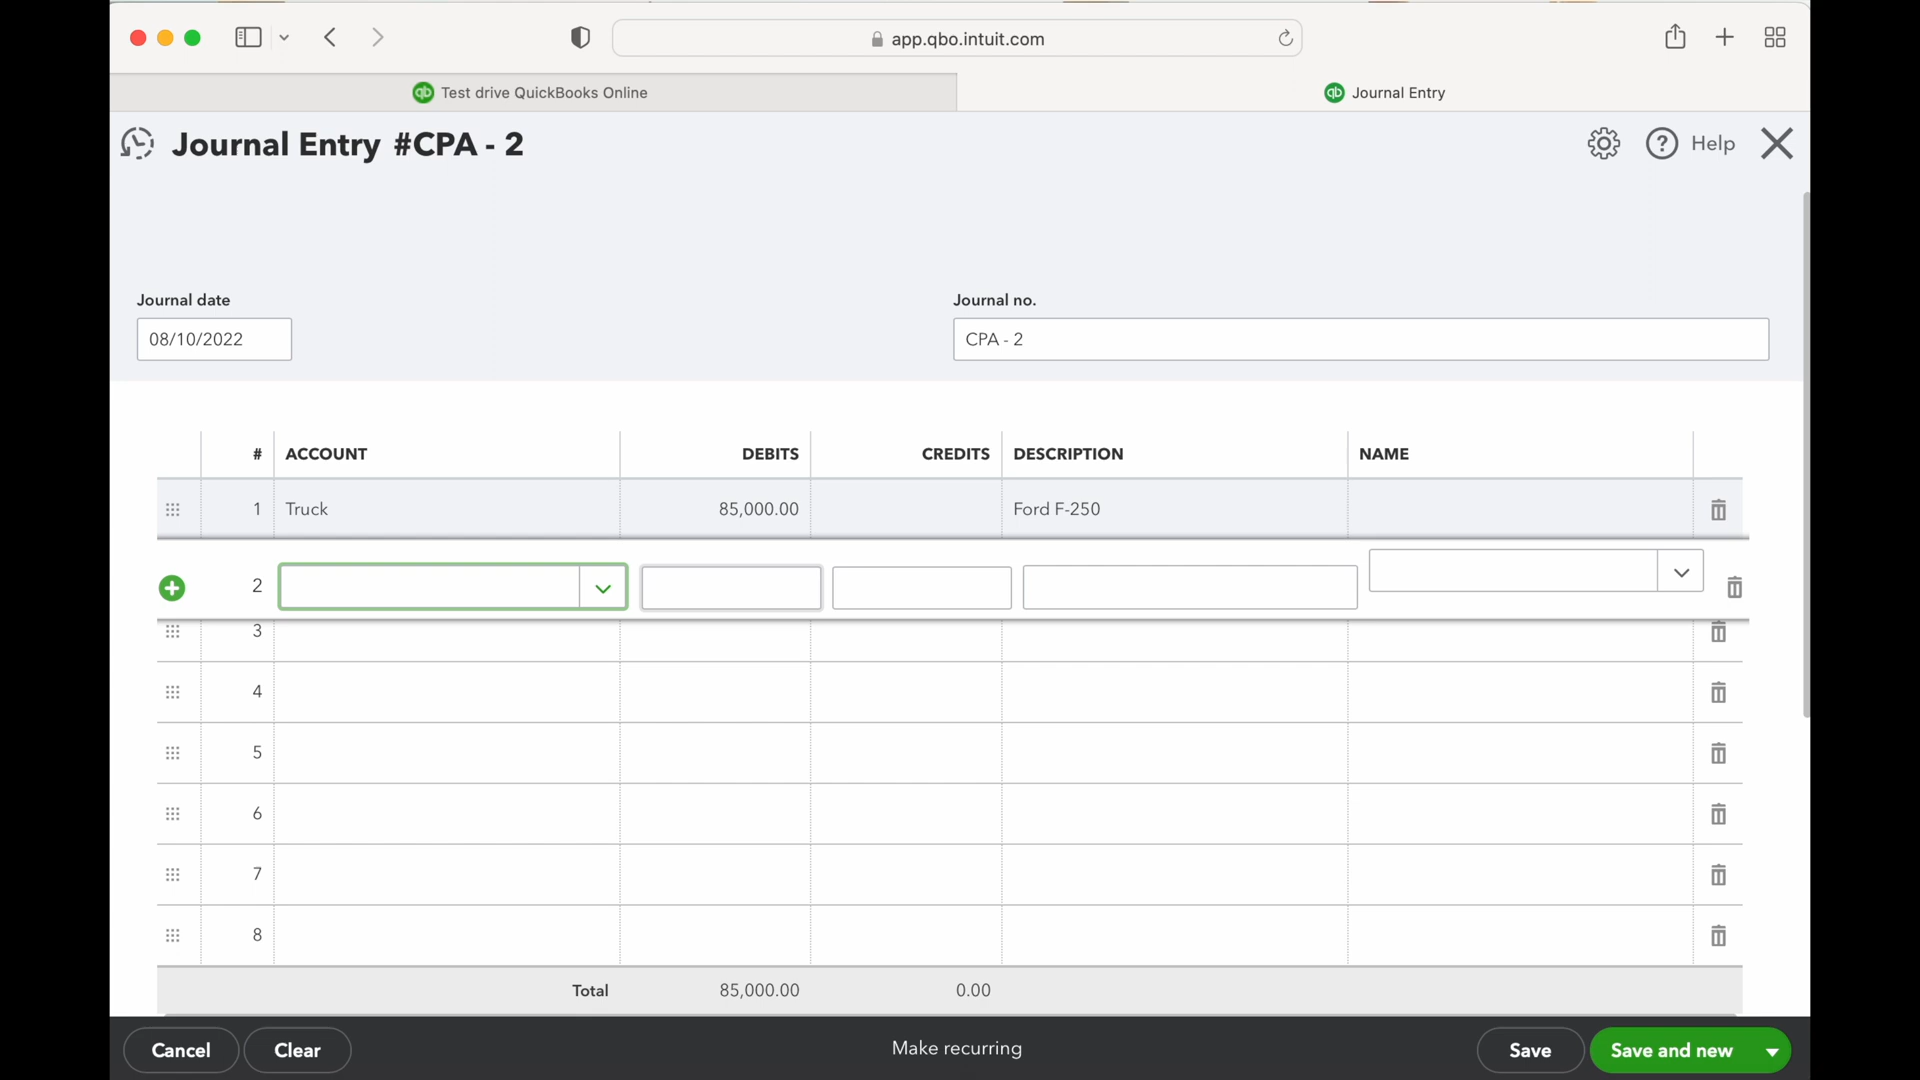 app.qbo.intuit.com
qb Test drive QuickBooks Online
qb Journal Entry
Journal Entry #CPA - 2
? Help
Journal date
Journal no.
08/10/2022
CPA - 2
# ACCOUNT DEBITS CREDITS DESCRIPTION NAME
1 Truck 85,000.00 Ford F-250
2
3
4
5
6
7
8
Total 85,000.00 0.00
Cancel Clear Make recurring Save Save and new